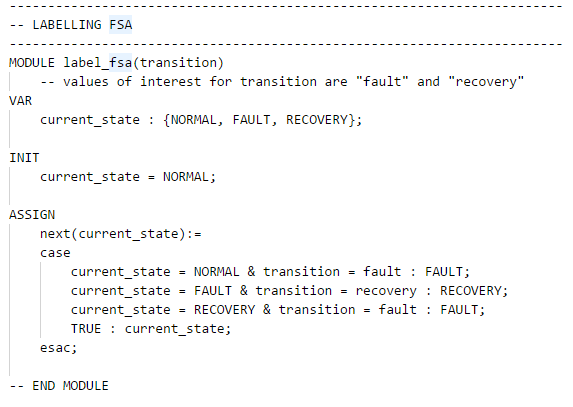 ------------------------------------------------------------------------
-- LABELLING FSA
------------------------------------------------------------------------
MODULE label_fsa(transition)
    -- values of interest for transition are "fault" and "recovery"
VAR
    current_state : {NORMAL, FAULT, RECOVERY};

INIT
    current_state = NORMAL;

ASSIGN
    next(current_state):=
    case
        current_state = NORMAL & transition = fault : FAULT;
        current_state = FAULT & transition = recovery : RECOVERY;
        current_state = RECOVERY & transition = fault : FAULT;
        TRUE : current_state;
    esac;

-- END MODULE